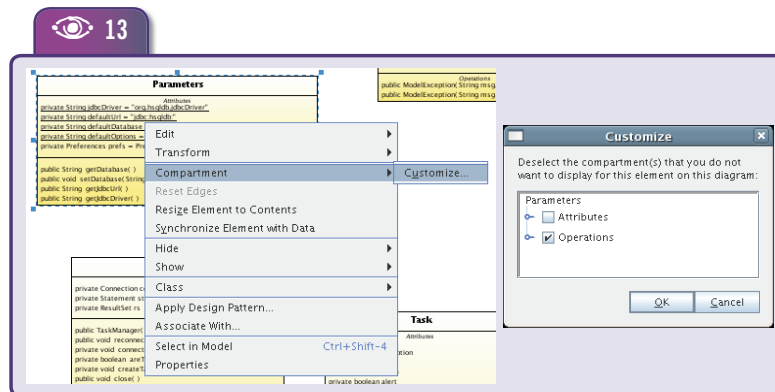 13
Parameters
Attributes
private String jdbcDriver = "org.hsqldb.jdbcDriver"
private String defaultUrl = "jdbc:hsqldb:"
private String defaultDatabase
private String defaultOptions =
private Preferences prefs = Pre
public String getDatabase( )
public void setDatabase( String
public String getJdbcUrl( )
public String getJdbcDriver( )
Operations
public ModelException( String msg
public ModelException( String msg
Edit
Transform
Compartment
Customize...
Reset Edges
Resize Element to Contents
Synchronize Element with Data
Hide
Show
Class
Apply Design Pattern...
Associate With...
Select in Model Ctrl+Shift-4
Properties
private Connection co
private Statement st
private ResultSet rs
public TaskManager(
public void reconnec
private void connect
private boolean areT
private void createT
public void close( )
Task
Attributes
ption
private boolean alert
Customize
Deselect the compartment(s) that you do not
want to display for this element on this diagram:
Parameters
Attributes
Operations
OK Cancel